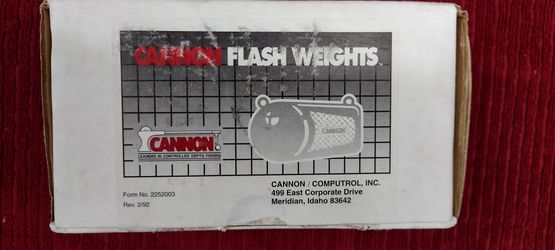 CANNON FLASH WEIGHTS™
CANNON
CANNON
LEADERS IN CONTROLLED DEPTH FISHING
CANNON / COMPUTROL, INC.
499 East Corporate Drive
Meridian, Idaho 83642
Form No. 2252003
Rev. 2/92